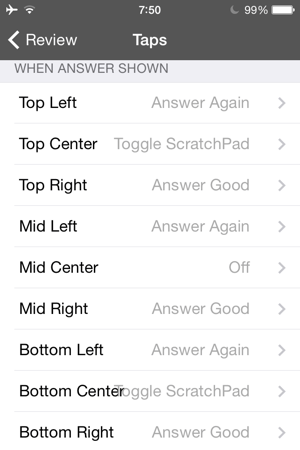 7:50 99%
Review Taps
WHEN ANSWER SHOWN
Top Left Answer Again
Top Center Toggle ScratchPad
Top Right Answer Good
Mid Left Answer Again
Mid Center Off
Mid Right Answer Good
Bottom Left Answer Again
Bottom Center Toggle ScratchPad
Bottom Right Answer Good